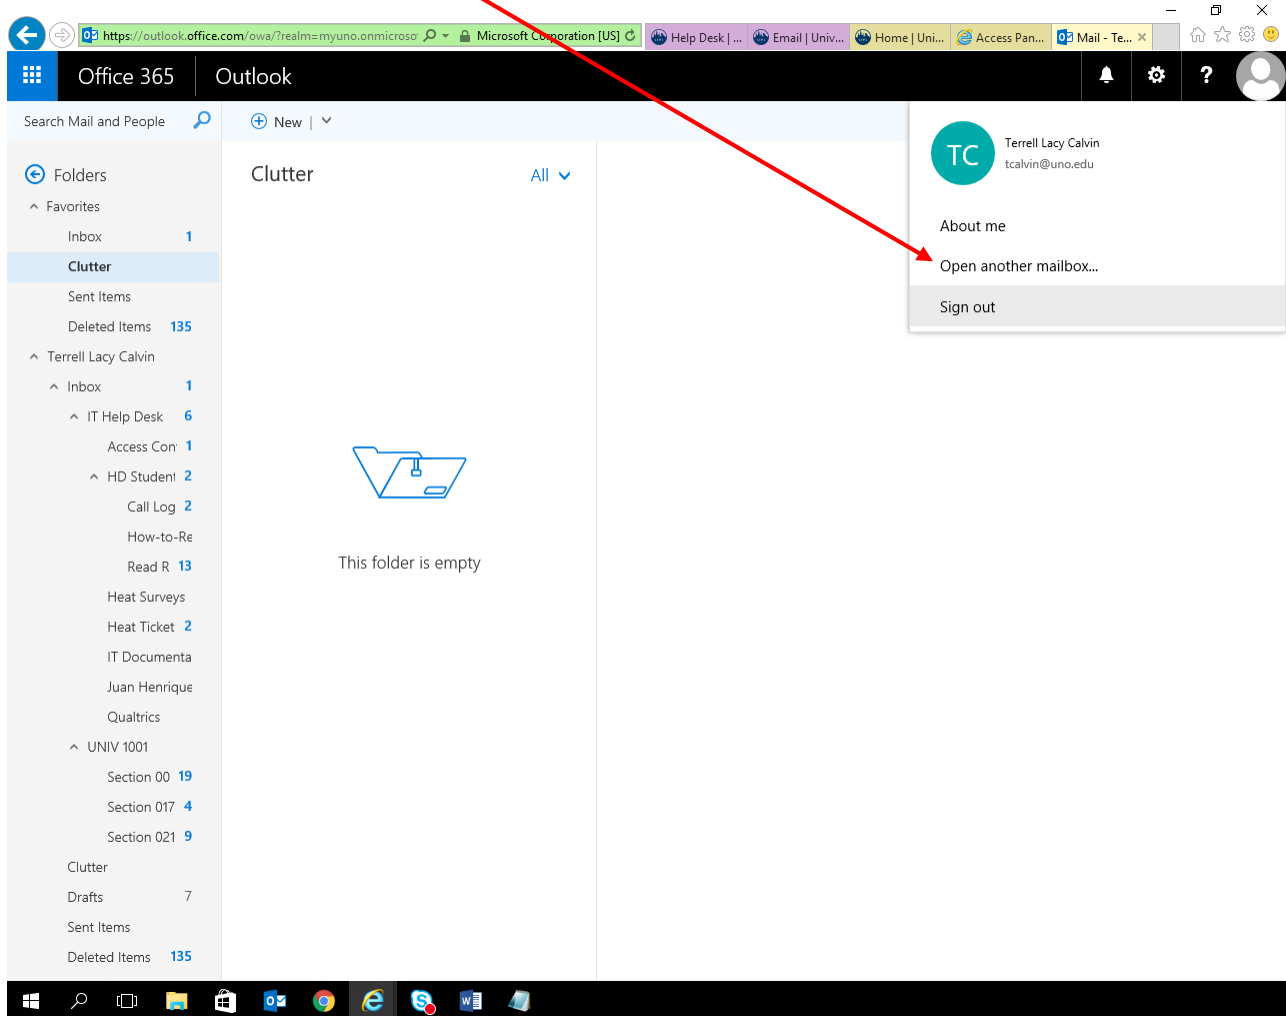 https://outlook.office.com/owa/?realm=myuno.onmicroso
Microsoft Corporation [US]
Help Desk | ...
Email | Univ...
Home | Uni...
Access Pan...
Mail - Te...
Office 365
Outlook
?
Search Mail and People
New
Terrell Lacy Calvin
tcalvin@uno.edu
TC
About me
Open another mailbox...
Sign out
Folders
Favorites
Inbox 1
Clutter
Sent Items
Deleted Items 135
Terrell Lacy Calvin
Inbox 1
IT Help Desk 6
Access Con 1
HD Student 2
Call Log 2
How-to-Re
Read R 13
Heat Surveys
Heat Ticket 2
IT Documenta
Juan Henrique
Qualtrics
UNIV 1001
Section 00 19
Section 017 4
Section 021 9
Clutter
Drafts 7
Sent Items
Deleted Items 135
Clutter
All
This folder is empty